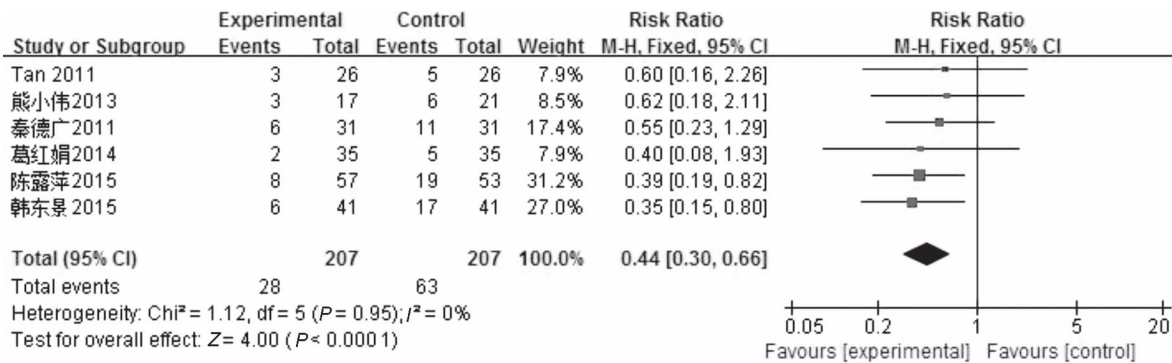 Experimental Control Risk Ratio Risk Ratio
Study or Subgroup Events Total Events Total Weight M-H, Fixed, 95% CI M-H, Fixed, 95% CI
Tan 2011 3 26 5 26 7.9% 0.60 [0.16, 2.26]
熊小伟2013 3 17 6 21 8.5% 0.62 [0.18, 2.11]
秦德广2011 6 31 11 31 17.4% 0.55 [0.23, 1.29]
葛红娟2014 2 35 5 35 7.9% 0.40 [0.08, 1.93]
陈露萍2015 8 57 19 53 31.2% 0.39 [0.19, 0.82]
韩东景2015 6 41 17 41 27.0% 0.35 [0.15, 0.80]
Total (95% CI) 207 207 100.0% 0.44 [0.30, 0.66]
Total events 28 63
Heterogeneity: Chi² = 1.12, df = 5 (P = 0.95); I² = 0%
Test for overall effect: Z = 4.00 (P < 0.0001)
0.05 0.2 1 5 20
Favours [experimental] Favours [control]